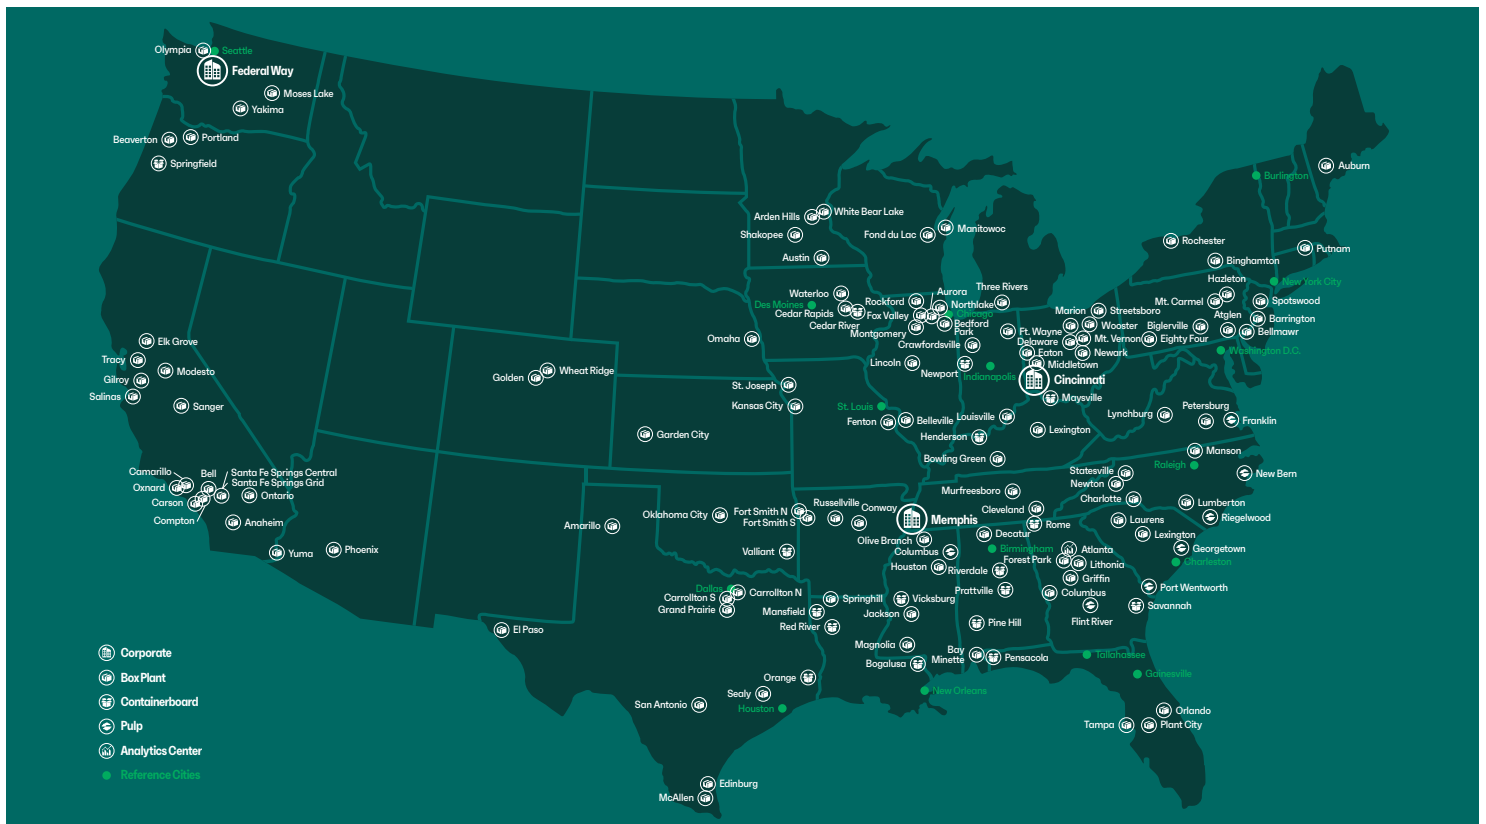 Olympia
Seattle
Federal Way
Moses Lake
Yakima
Beaverton
Portland
Springfield
Elk Grove
Tracy
Modesto
Gilroy
Salinas
Sanger
Camarillo
Bell
Santa Fe Springs Central
Santa Fe Springs Grid
Oxnard
Ontario
Carson
Compton
Anaheim
Yuma
Phoenix
Golden
Wheat Ridge
Garden City
Amarillo
El Paso
Arden Hills
White Bear Lake
Shakopee
Austin
Fond du Lac
Manitowoc
Waterloo
Des Moines
Cedar Rapids
Cedar River
Omaha
Rockford
Aurora
Northlake
Fox Valley
Chicago
Bedford
Park
Montgomery
Three Rivers
Crawfordsville
Lincoln
Newport
Indianapolis
St. Joseph
Kansas City
St. Louis
Fenton
Belleville
Louisville
Henderson
Bowling Green
Lexington
Ft. Wayne
Marion
Streetsboro
Wooster
Delaware
Mt. Vernon
Eaton
Newark
Middletown
Cincinnati
Maysville
Auburn
Burlington
Rochester
Putnam
Binghamton
Hazleton
New York City
Mt. Carmel
Spotswood
Atglen
Barrington
Biglerville
Bellmawr
Eighty Four
Washington D.C.
Lynchburg
Petersburg
Franklin
Manson
Raleigh
New Bern
Statesville
Newton
Charlotte
Lumberton
Riegelwood
Laurens
Lexington
Georgetown
Charleston
Port Wentworth
Savannah
Murfreesboro
Cleveland
Memphis
Rome
Decatur
Olive Branch
Columbus
Birmingham
Atlanta
Forest Park
Lithonia
Houston
Riverdale
Griffin
Prattville
Columbus
Flint River
Oklahoma City
Fort Smith N
Fort Smith S
Russellville
Conway
Valliant
Dallas
Carrollton N
Carrollton S
Grand Prairie
Springhill
Mansfield
Red River
Vicksburg
Jackson
Pine Hill
Magnolia
Bogalusa
Bay
Minette
Pensacola
Tallahassee
Gainesville
Orlando
Tampa
Plant City
New Orleans
Orange
Sealy
Houston
San Antonio
Edinburg
McAllen
Corporate
Box Plant
Containerboard
Pulp
Analytics Center
Reference Cities